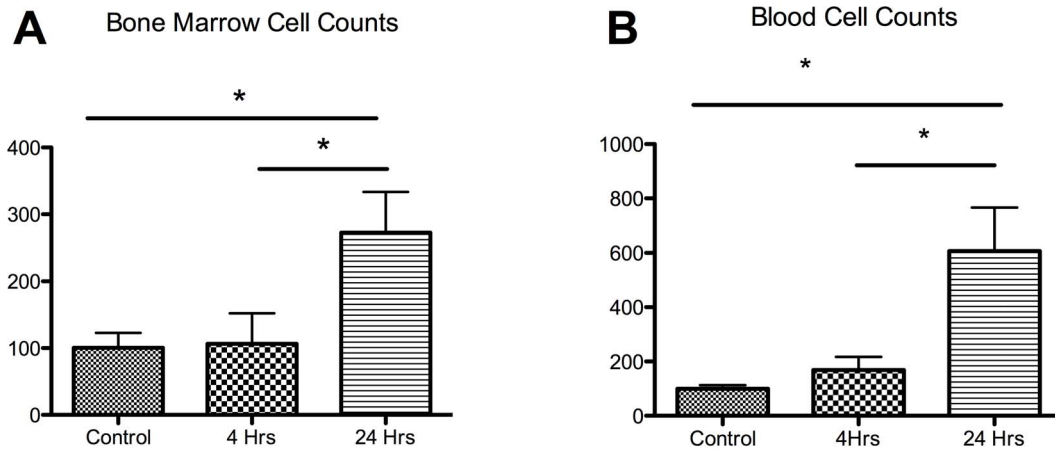 A
Bone Marrow Cell Counts
*
*
400
300
200
100
0
Control 4 Hrs 24 Hrs
B
Blood Cell Counts
*
*
1000
800
600
400
200
0
Control 4Hrs 24 Hrs